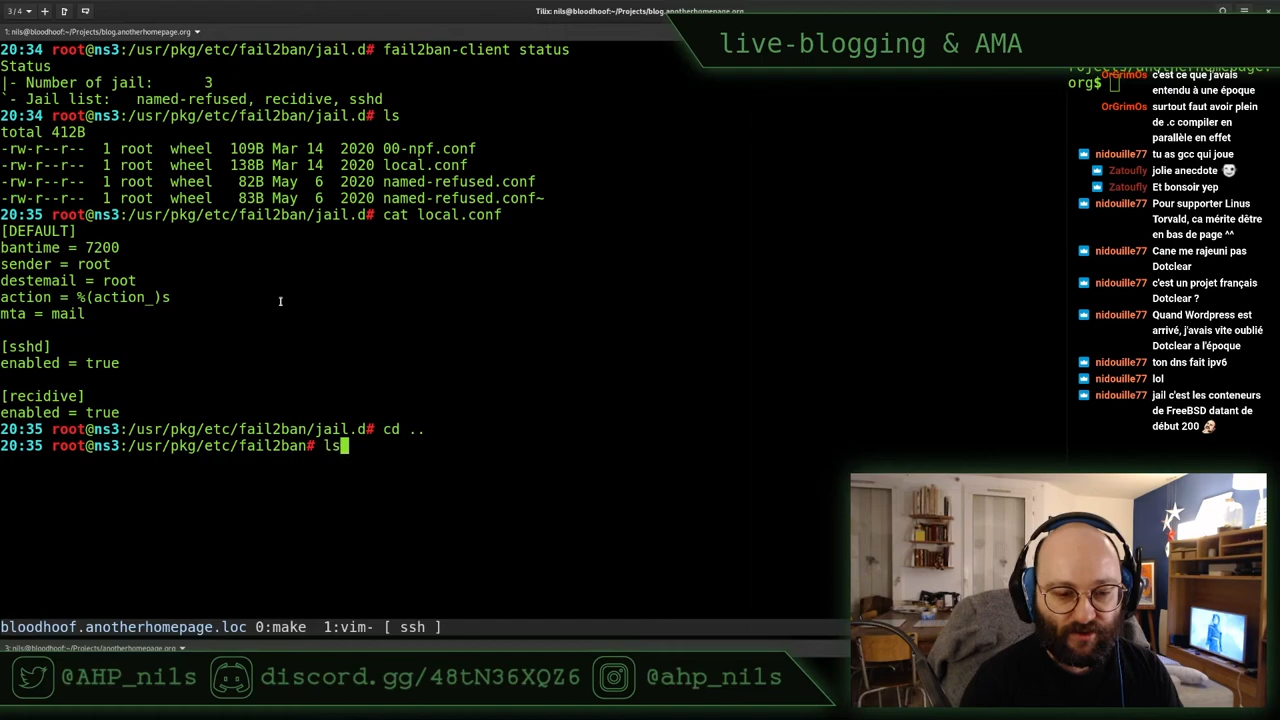 3/4
Tilix: nils@bloodhoof:~/Projects/blog.anotherhomepage.org
1: nils@bloodhoof:~/Projects/blog.anotherhomepage.org
live-blogging & AMA
20:34 root@ns3:/usr/pkg/etc/fail2ban/jail.d# fail2ban-client status
Status
|- Number of jail:      3
`- Jail list:   named-refused, recidive, sshd
20:34 root@ns3:/usr/pkg/etc/fail2ban/jail.d# ls
total 412B
-rw-r--r--  1 root  wheel  109B Mar 14  2020 00-npf.conf
-rw-r--r--  1 root  wheel  138B Mar 14  2020 local.conf
-rw-r--r--  1 root  wheel   82B May  6  2020 named-refused.conf
-rw-r--r--  1 root  wheel   83B May  6  2020 named-refused.conf~
20:35 root@ns3:/usr/pkg/etc/fail2ban/jail.d# cat local.conf
[DEFAULT]
bantime = 7200
sender = root
destemail = root
action = %(action_)s
mta = mail
[sshd]
enabled = true
[recidive]
enabled = true
20:35 root@ns3:/usr/pkg/etc/fail2ban/jail.d# cd ..
20:35 root@ns3:/usr/pkg/etc/fail2ban# ls
bloodhoof.anotherhomepage.loc 0:make  1:vim- [ ssh ]
3: nils@bloodhoof:~/Projects/anotherhomepage.org
org$
OrGrimOs c'est ce que j'avais
entendu à une époque
OrGrimOs surtout faut avoir plein
de .c compiler en
parallèle en effet
nidouille77 tu as gcc qui joue
Zatoufly jolie anecdote
Zatoufly Et bonsoir yep
nidouille77 Pour supporter Linus
Torvald, ca mérite dêtre
en bas de page ^^
nidouille77 Cane me rajeuni pas
Dotclear
nidouille77 c'est un projet français
Dotclear ?
nidouille77 Quand Wordpress est
arrivé, j'avais vite oublié
Dotclear a l'époque
nidouille77 ton dns fait ipv6
nidouille77 lol
nidouille77 jail c'est les conteneurs
de FreeBSD datant de
début 200
@AHP_nils discord.gg/48tN36XQZ6 @ahp_nils